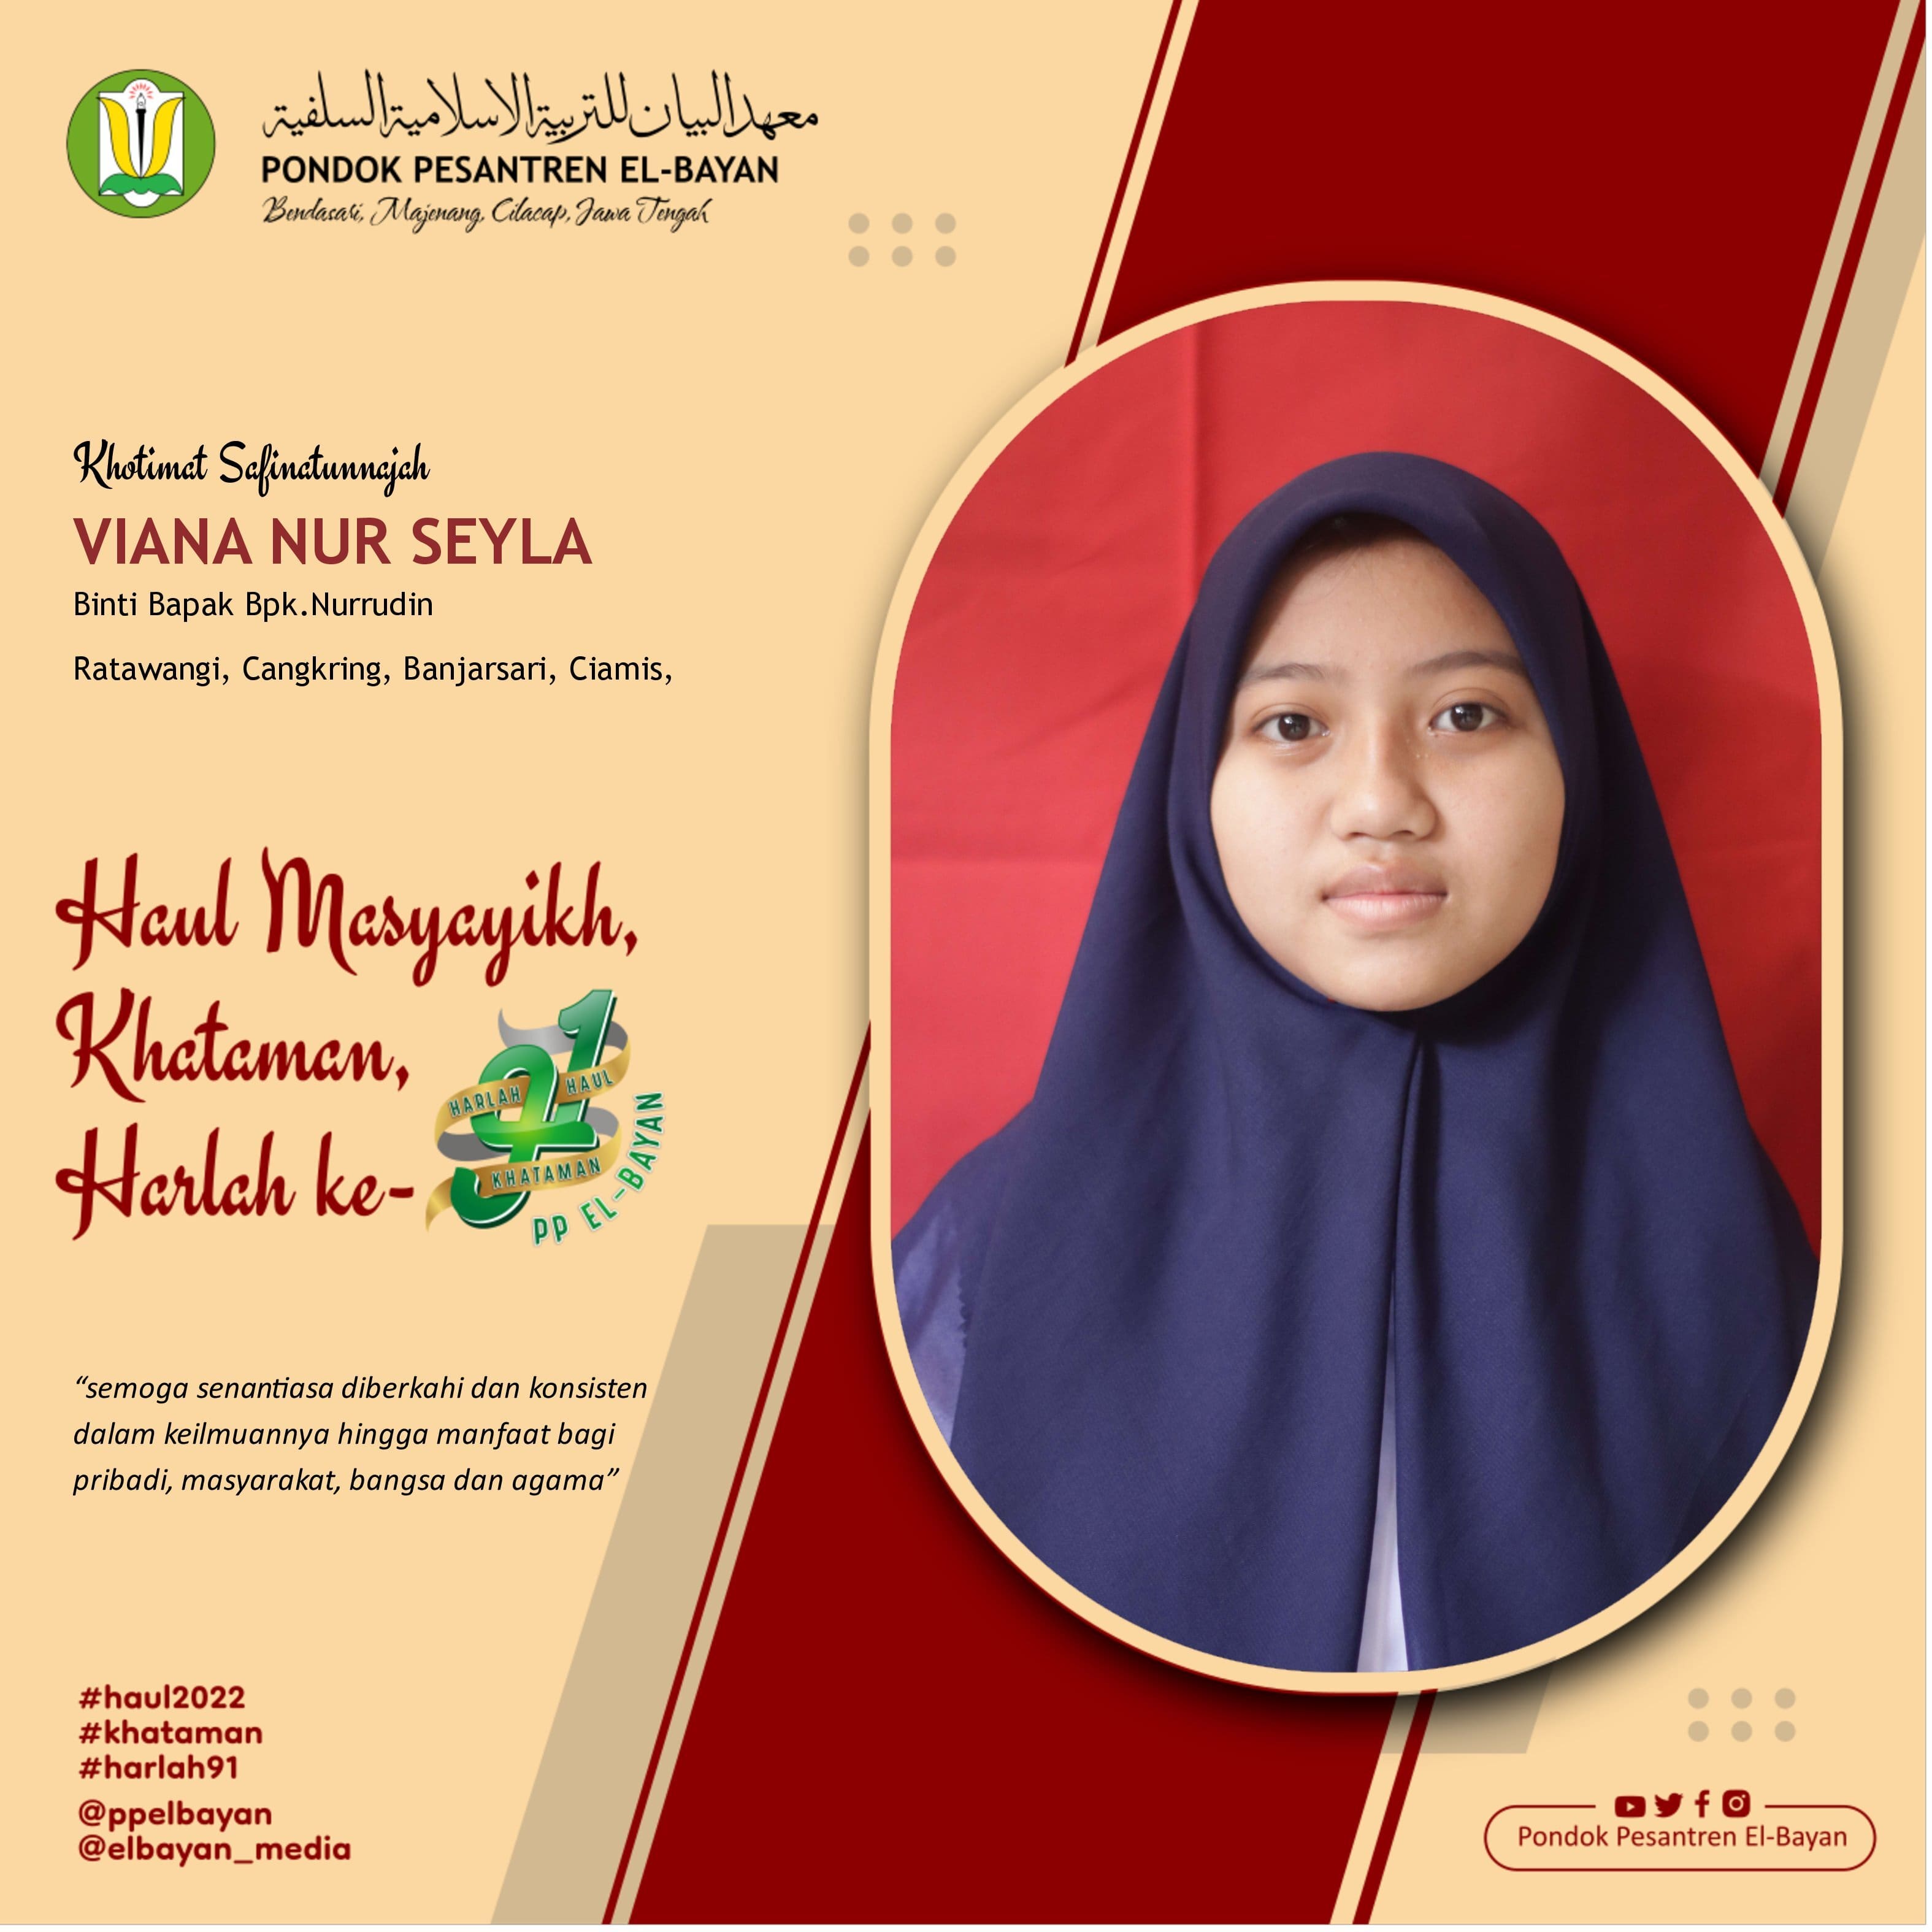 معهد البيان للتربية الاسلامية السلفية
PONDOK PESANTREN EL-BAYAN
Bendasari, Majenang, Cilacap, Jawa Tengah
Khotimat Safinatunnajah
VIANA NUR SEYLA
Binti Bapak Bpk.Nurrudin
Ratawangi, Cangkring, Banjarsari, Ciamis,
Haul Masyayikh,
Khataman,
Harlah ke-
91
HARLAH HAUL
KHATAMAN
PP EL-BAYAN
“semoga senantiasa diberkahi dan konsisten
dalam keilmuannya hingga manfaat bagi
pribadi, masyarakat, bangsa dan agama”
#haul2022
#khataman
#harlah91
@ppelbayan
@elbayan_media
Pondok Pesantren El-Bayan